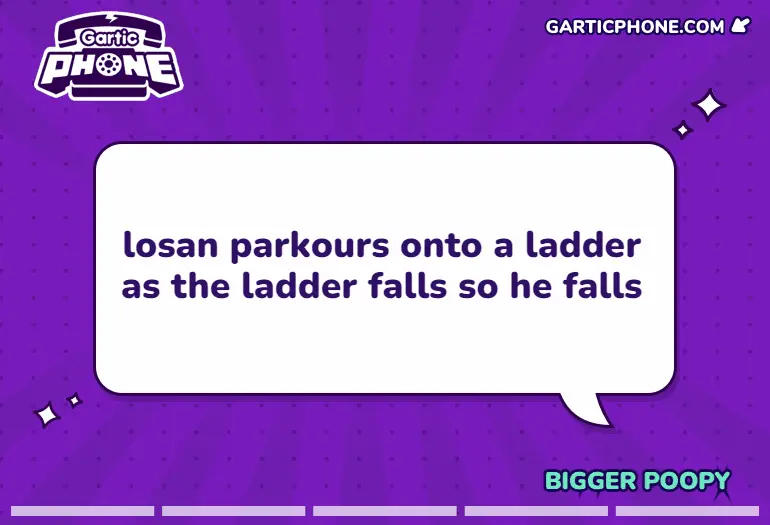 Gartic
PHONE
GARTICPHONE.COM
losan parkours onto a ladder
as the ladder falls so he falls
BIGGER POOPY